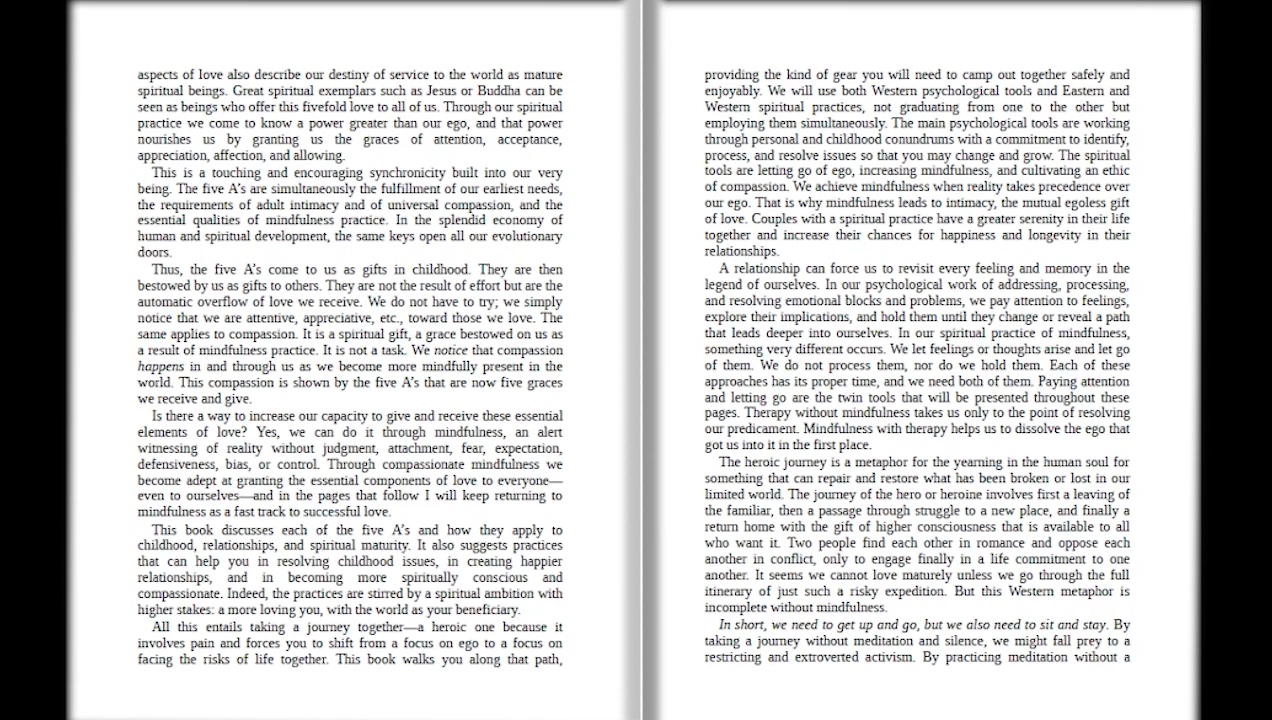 aspects of love also describe our destiny of service to the world as mature
spiritual beings. Great spiritual exemplars such as Jesus or Buddha can be
seen as beings who offer this fivefold love to all of us. Through our spiritual
practice we come to know a power greater than our ego, and that power
nourishes us by granting us the graces of attention, acceptance,
appreciation, affection, and allowing.
This is a touching and encouraging synchronicity built into our very
being. The five A’s are simultaneously the fulfillment of our earliest needs,
the requirements of adult intimacy and of universal compassion, and the
essential qualities of mindfulness practice. In the splendid economy of
human and spiritual development, the same keys open all our evolutionary
doors.
Thus, the five A’s come to us as gifts in childhood. They are then
bestowed by us as gifts to others. They are not the result of effort but are the
automatic overflow of love we receive. We do not have to try; we simply
notice that we are attentive, appreciative, etc., toward those we love. The
same applies to compassion. It is a spiritual gift, a grace bestowed on us as
a result of mindfulness practice. It is not a task. We notice that compassion
happens in and through us as we become more mindfully present in the
world. This compassion is shown by the five A’s that are now five graces
we receive and give.
Is there a way to increase our capacity to give and receive these essential
elements of love? Yes, we can do it through mindfulness, an alert
witnessing of reality without judgment, attachment, fear, expectation,
defensiveness, bias, or control. Through compassionate mindfulness we
become adept at granting the essential components of love to everyone—
even to ourselves—and in the pages that follow I will keep returning to
mindfulness as a fast track to successful love.
This book discusses each of the five A’s and how they apply to
childhood, relationships, and spiritual maturity. It also suggests practices
that can help you in resolving childhood issues, in creating happier
relationships, and in becoming more spiritually conscious and
compassionate. Indeed, the practices are stirred by a spiritual ambition with
higher stakes: a more loving you, with the world as your beneficiary.
All this entails taking a journey together—a heroic one because it
involves pain and forces you to shift from a focus on ego to a focus on
facing the risks of life together. This book walks you along that path,
providing the kind of gear you will need to camp out together safely and
enjoyably. We will use both Western psychological tools and Eastern and
Western spiritual practices, not graduating from one to the other but
employing them simultaneously. The main psychological tools are working
through personal and childhood conundrums with a commitment to identify,
process, and resolve issues so that you may change and grow. The spiritual
tools are letting go of ego, increasing mindfulness, and cultivating an ethic
of compassion. We achieve mindfulness when reality takes precedence over
our ego. That is why mindfulness leads to intimacy, the mutual egoless gift
of love. Couples with a spiritual practice have a greater serenity in their life
together and increase their chances for happiness and longevity in their
relationships.
A relationship can force us to revisit every feeling and memory in the
legend of ourselves. In our psychological work of addressing, processing,
and resolving emotional blocks and problems, we pay attention to feelings,
explore their implications, and hold them until they change or reveal a path
that leads deeper into ourselves. In our spiritual practice of mindfulness,
something very different occurs. We let feelings or thoughts arise and let go
of them. We do not process them, nor do we hold them. Each of these
approaches has its proper time, and we need both of them. Paying attention
and letting go are the twin tools that will be presented throughout these
pages. Therapy without mindfulness takes us only to the point of resolving
our predicament. Mindfulness with therapy helps us to dissolve the ego that
got us into it in the first place.
The heroic journey is a metaphor for the yearning in the human soul for
something that can repair and restore what has been broken or lost in our
limited world. The journey of the hero or heroine involves first a leaving of
the familiar, then a passage through struggle to a new place, and finally a
return home with the gift of higher consciousness that is available to all
who want it. Two people find each other in romance and oppose each
another in conflict, only to engage finally in a life commitment to one
another. It seems we cannot love maturely unless we go through the full
itinerary of just such a risky expedition. But this Western metaphor is
incomplete without mindfulness.
In short, we need to get up and go, but we also need to sit and stay. By
taking a journey without meditation and silence, we might fall prey to a
restricting and extroverted activism. By practicing meditation without a